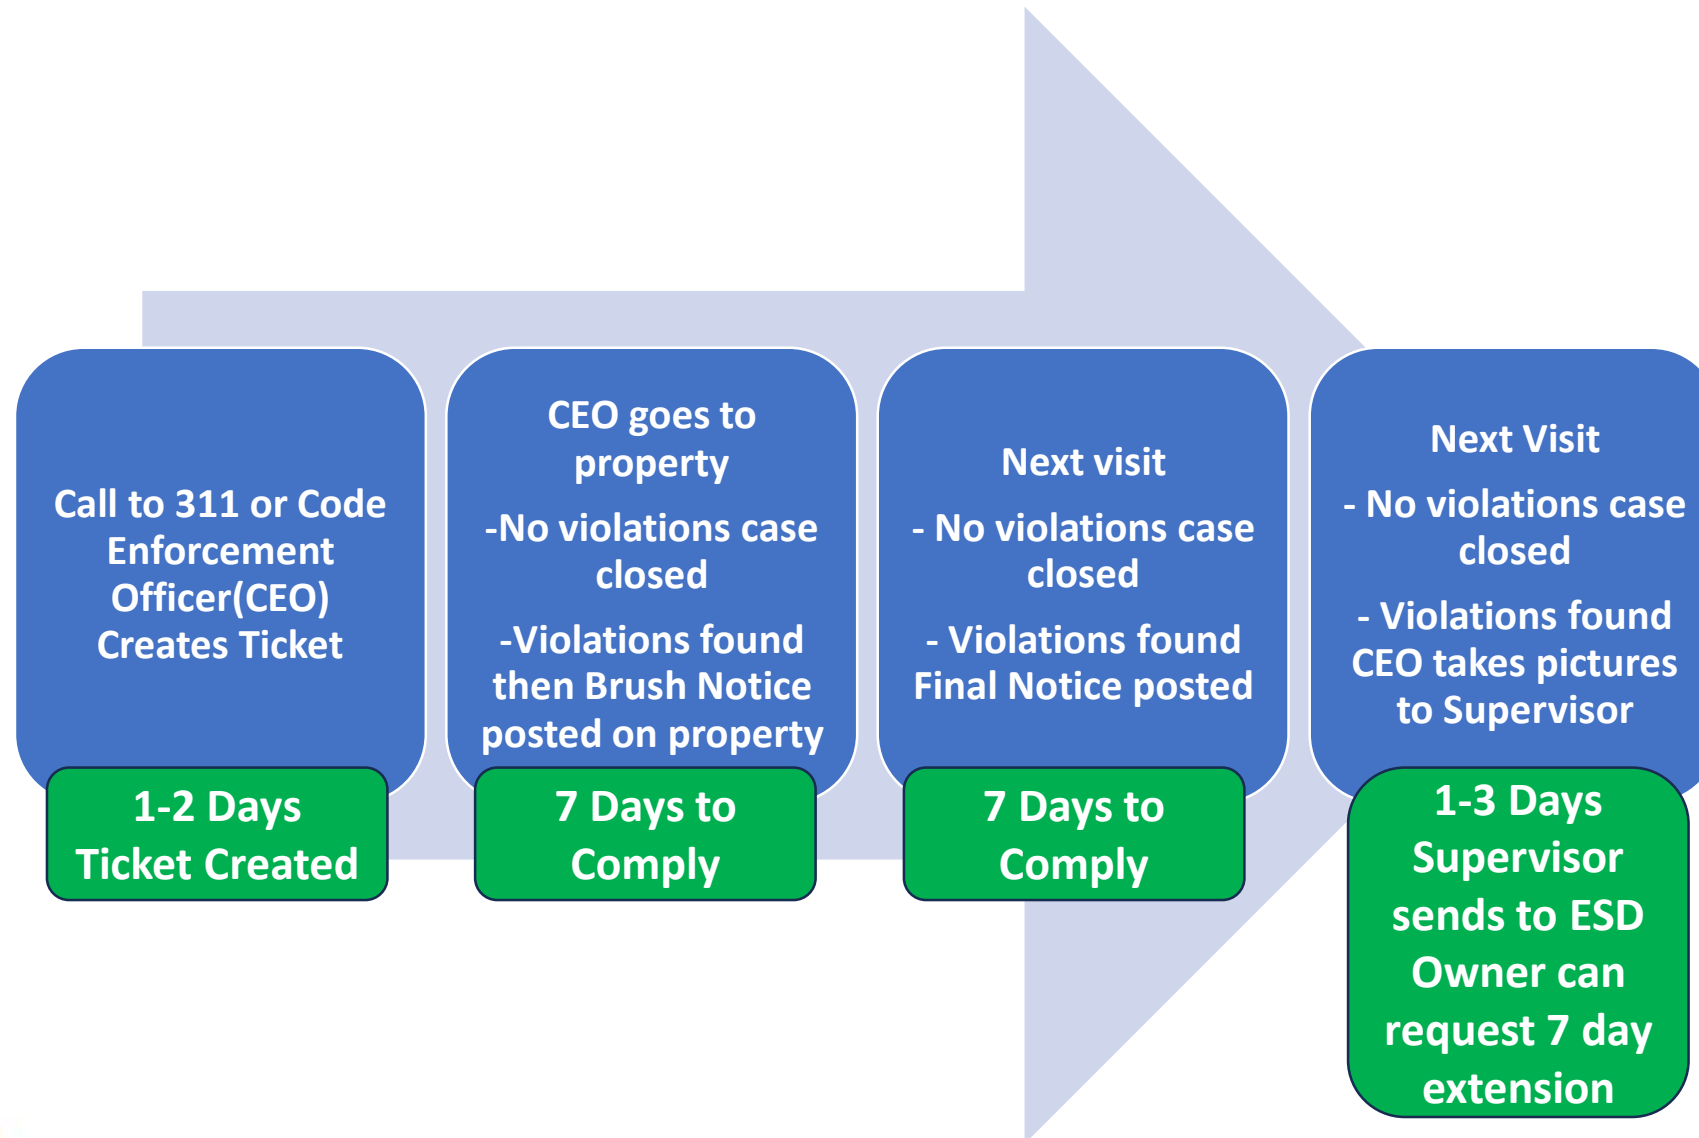 Call to 311 or Code
Enforcement
Officer(CEO)
Creates Ticket
1-2 Days
Ticket Created
CEO goes to
property
-No violations case
closed
-Violations found
then Brush Notice
posted on property
7 Days to
Comply
Next visit
- No violations case
closed
- Violations found
Final Notice posted
7 Days to
Comply
Next Visit
- No violations case
closed
- Violations found
CEO takes pictures
to Supervisor
1-3 Days
Supervisor
sends to ESD
Owner can
request 7 day
extension